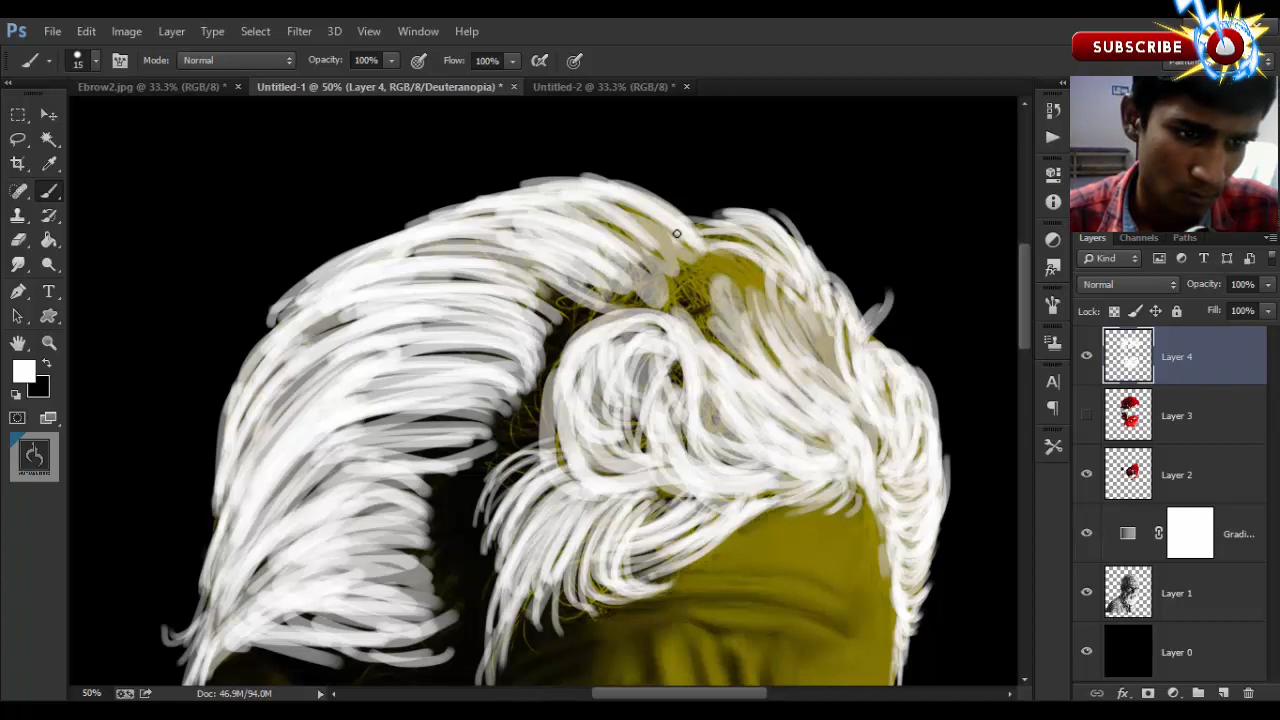 Ps File Edit Image Layer Type Select Filter 3D View Window Help
SUBSCRIBE
15 Mode: Normal Opacity: 100% Flow: 100%
Ebrow2.jpg @ 33.3% (RGB/8) * × Untitled-1 @ 50% (Layer 4, RGB/8/Deuteranopia) * × Untitled-2 @ 33.3% (RGB/8) * ×
Layers Channels Paths
Kind
Normal Opacity: 100%
Lock: Fill: 100%
Layer 4
Layer 3
Layer 2
Gradi...
Layer 1
Layer 0
50% Doc: 46.9M/94.0M